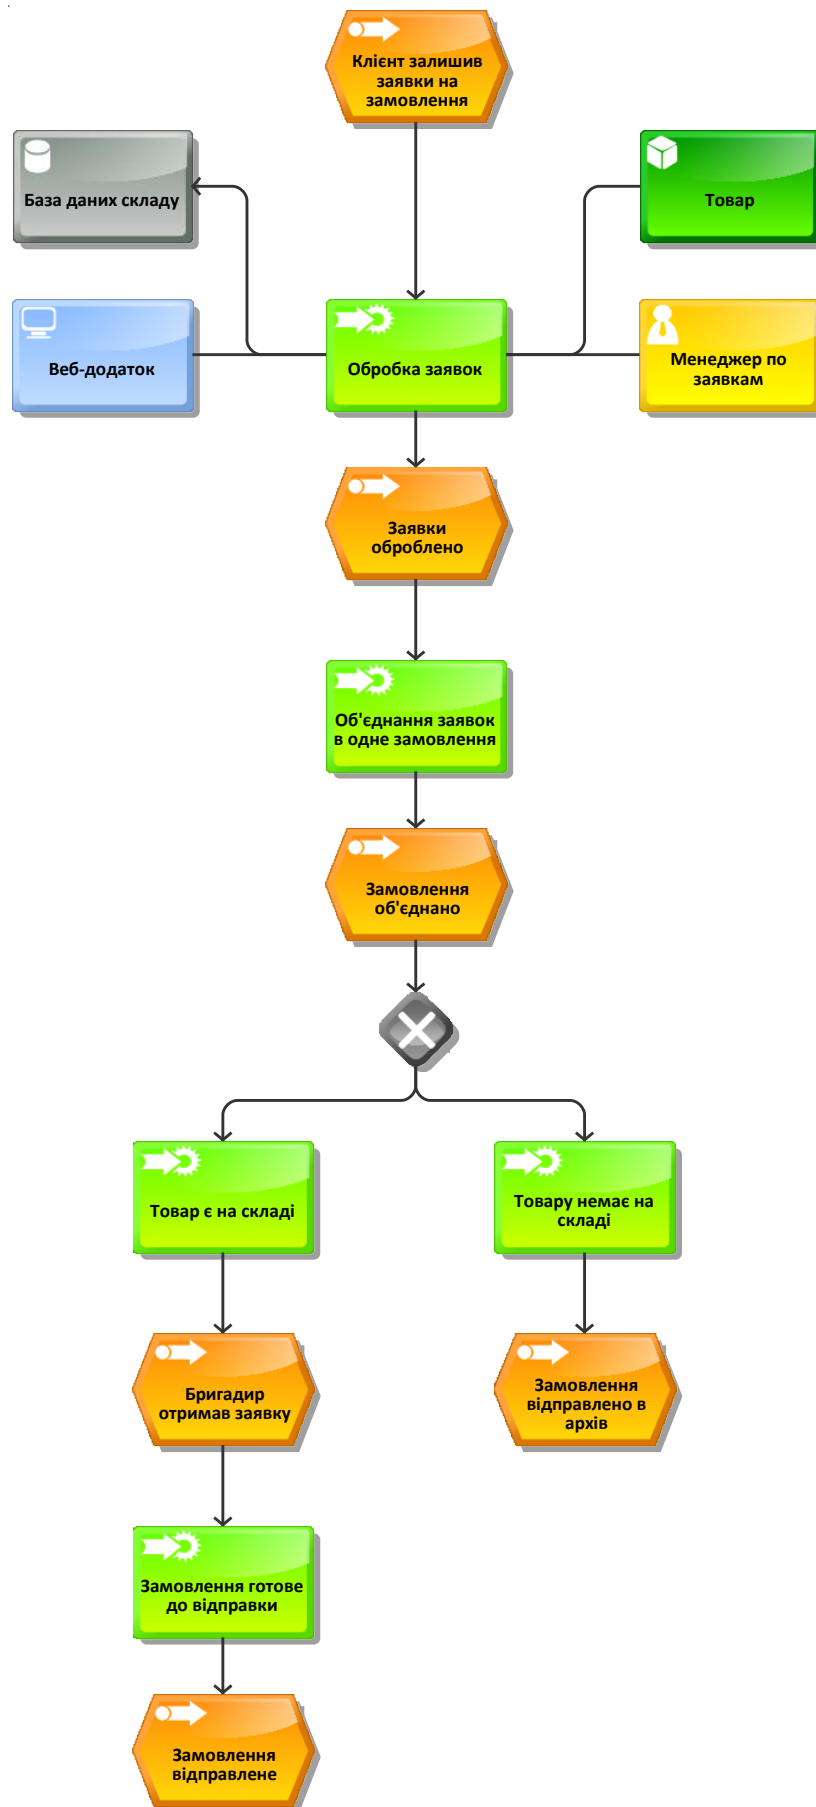 Клієнт залишив
заявки на
замовлення
База даних складу
Товар
Веб-додаток
Обробка заявок
Менеджер по
заявкам
Заявки
оброблено
Об'єднання заявок
в одне замовлення
Замовлення
об'єднано
Товар є на складі
Товару немає на
складі
Бригадир
отримав заявку
Замовлення
відправлено в
архів
Замовлення готове
до відправки
Замовлення
відправлене